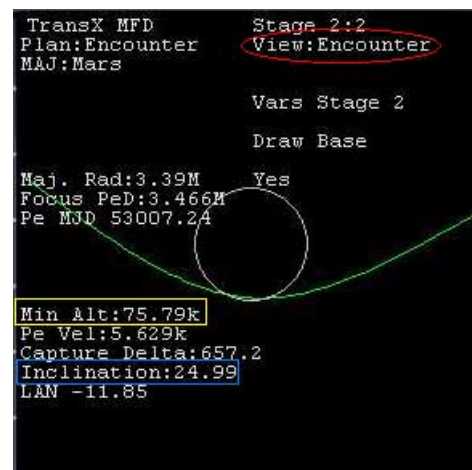 TransX MFD Stage 2:2
Plan:Encounter View:Encounter
MAJ:Mars
Vars Stage 2
Draw Base
Maj. Rad:3.39M Yes
Focus PeD:3.466M
Pe MJD 53007.24
Min Alt:75.79k
Pe Vel:5.629k
Capture Delta:657.2
Inclination:24.99
LAN -11.85